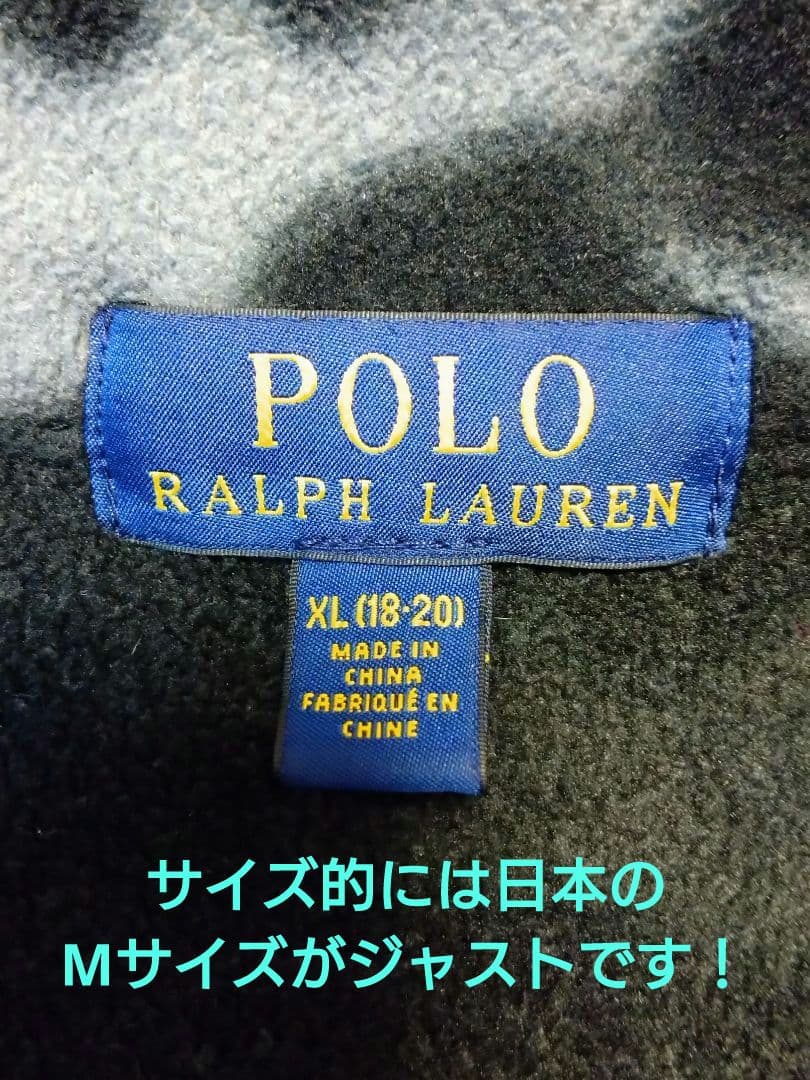 POLO
RALPH LAUREN
XL(18·20)
MADE IN
CHINA
FABRIQUÉ EN
CHINE
サイズ的には日本の
Mサイズがジャストです！